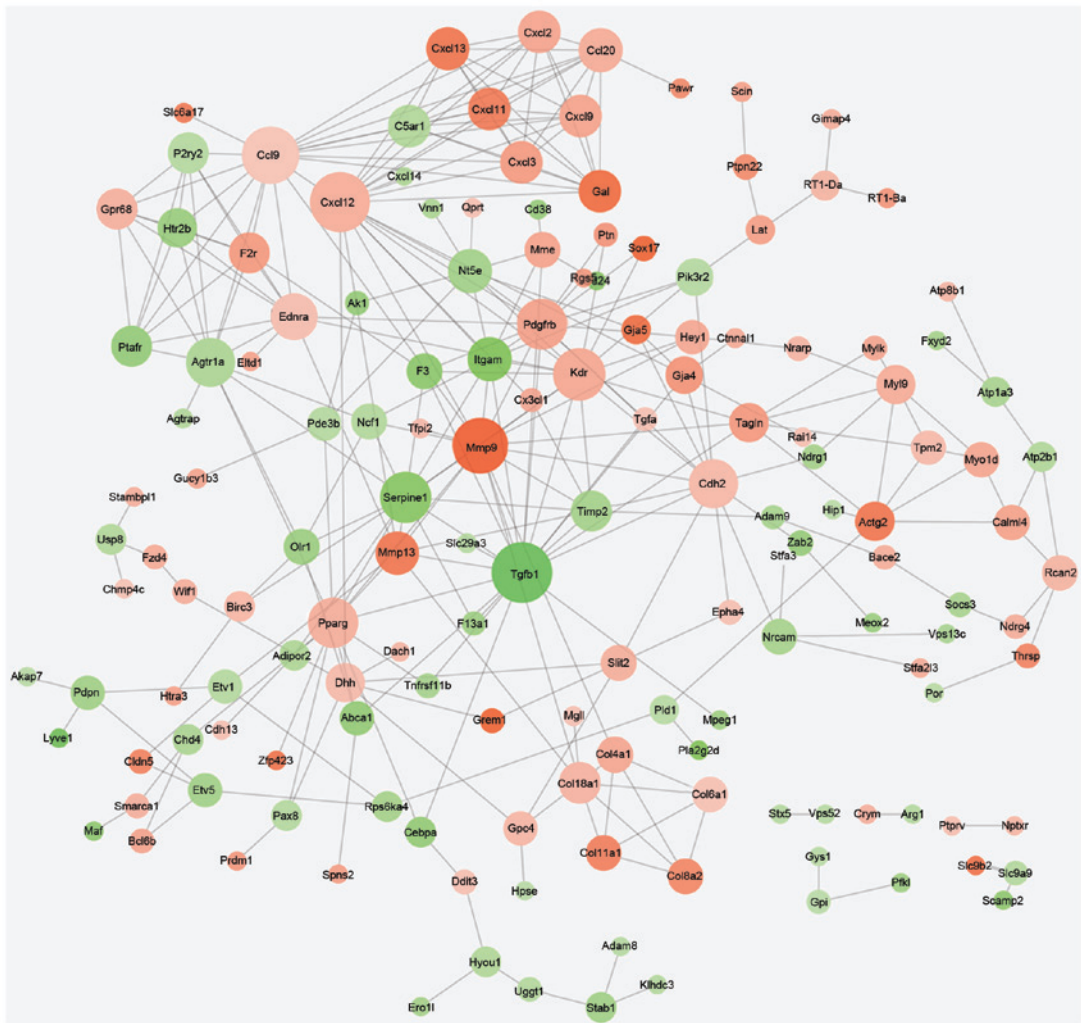 Cxcl13
Cxcl2
Ccl20
Pawr
Scin
Slc6a17
Cxcl11
Cxcl9
C5ar1
Gimap4
P2ry2
Ccl9
Cxcl3
Ptpn22
Cxcl14
Gal
RT1-Da
RT1-Ba
Gpr68
Cxcl12
Vnn1
Qprt
Cd38
Htr2b
Lat
Ptn
F2r
Mme
Sox17
Nt5e
Rgs5
Pik3r2
Atp8b1
Ak1
Ednra
Pdgfrb
Gja5
Hey1
Ctnnal1
Nrarp
Mylk
Fxyd2
Ptafr
Agtr1a
Eltd1
F3
Itgam
Kdr
Gja4
Myl9
Atp1a3
Agtrap
Pde3b
Ncf1
Tfpi2
Cx3cl1
Tgfa
Tagln
Ral14
Tpm2
Mmp9
Ndrg1
Myo1d
Atp2b1
Gucy1b3
Cdh2
Stambpl1
Serpine1
Timp2
Adam9
Hip1
Actg2
Calml4
Usp8
Olr1
Mmp13
Slc29a3
Zab2
Fzd4
Stfa3
Bace2
Chmp4c
Wif1
Tgfb1
Rcan2
Birc3
Pparg
F13a1
Epha4
Socs3
Ndrg4
Nrcam
Meox2
Vps13c
Adipor2
Dach1
Slit2
Thrsp
Akap7
Pdpn
Etv1
Htra3
Dhh
Tnfrsf11b
Stfa2l3
Por
Lyve1
Cdh13
Abca1
Grem1
Mgll
Pld1
Mpeg1
Chd4
Cldn5
Zfp423
Col4a1
Pla2g2d
Smarca1
Etv5
Col18a1
Col6a1
Maf
Pax8
Rps6ka4
Stx5
Vps52
Crym
Arg1
Bcl6b
Cebpa
Gpc4
Ptprv
Nptxr
Prdm1
Spns2
Col11a1
Col8a2
Gys1
Slc9b2
Ddit3
Hpse
Slc9a9
Pfkl
Gpi
Scamp2
Adam8
Hyou1
Uggt1
Klhdc3
Ero1l
Stab1